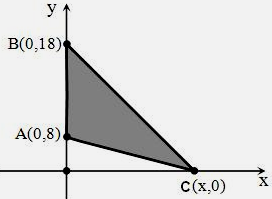 y
B(0,18)
A(0,8)
C(x,0)
x